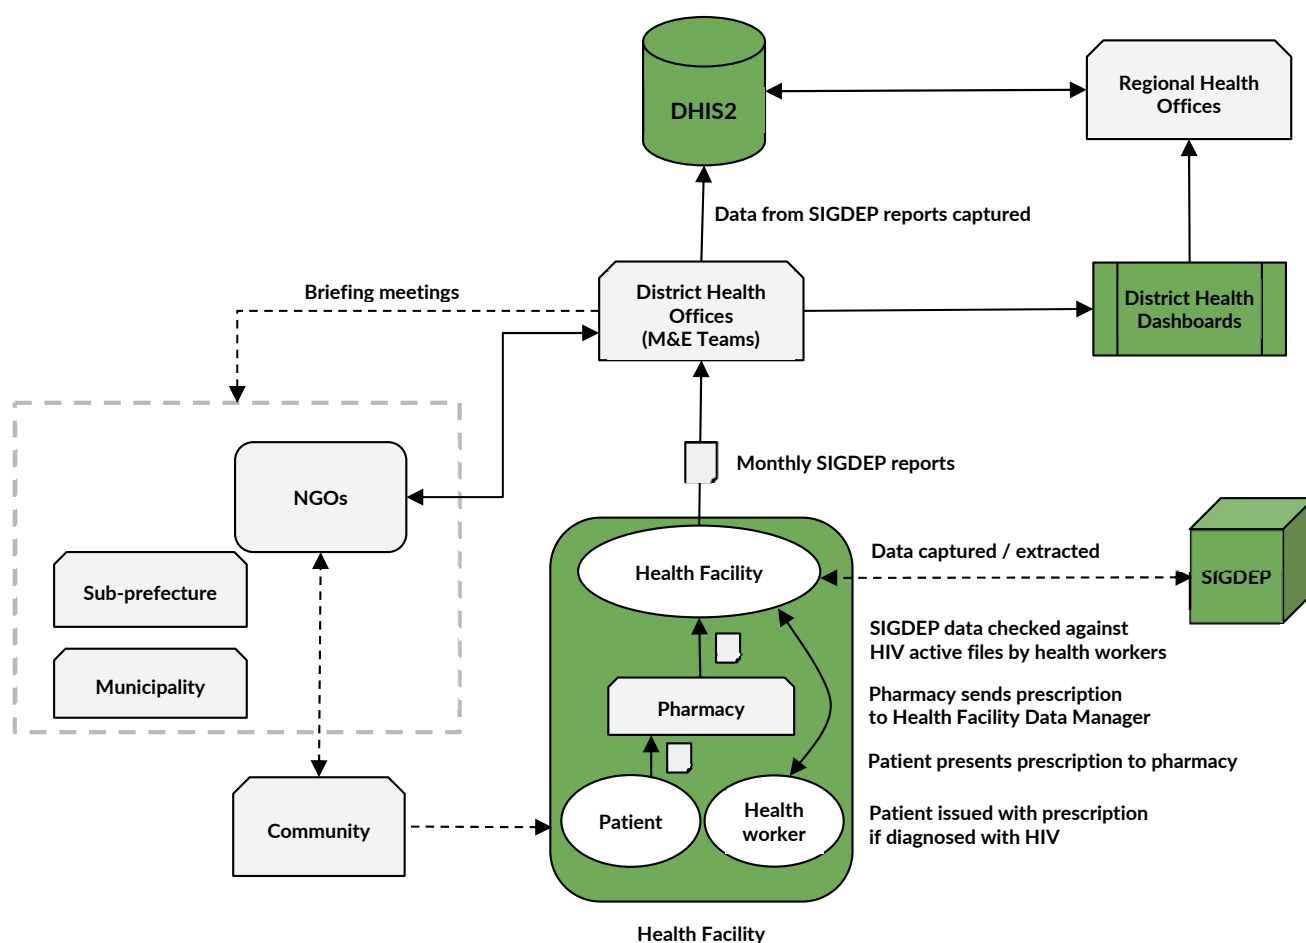 DHIS2
Regional Health
Offices
Data from SIGDEP reports captured
Briefing meetings
District Health
Offices
(M&E Teams)
District Health
Dashboards
Monthly SIGDEP reports
NGOs
Sub-prefecture
Municipality
Health Facility
Data captured / extracted
SIGDEP
SIGDEP data checked against
HIV active files by health workers
Pharmacy
Pharmacy sends prescription
to Health Facility Data Manager
Patient presents prescription to pharmacy
Community
Patient
Health
worker
Patient issued with prescription
if diagnosed with HIV
Health Facility